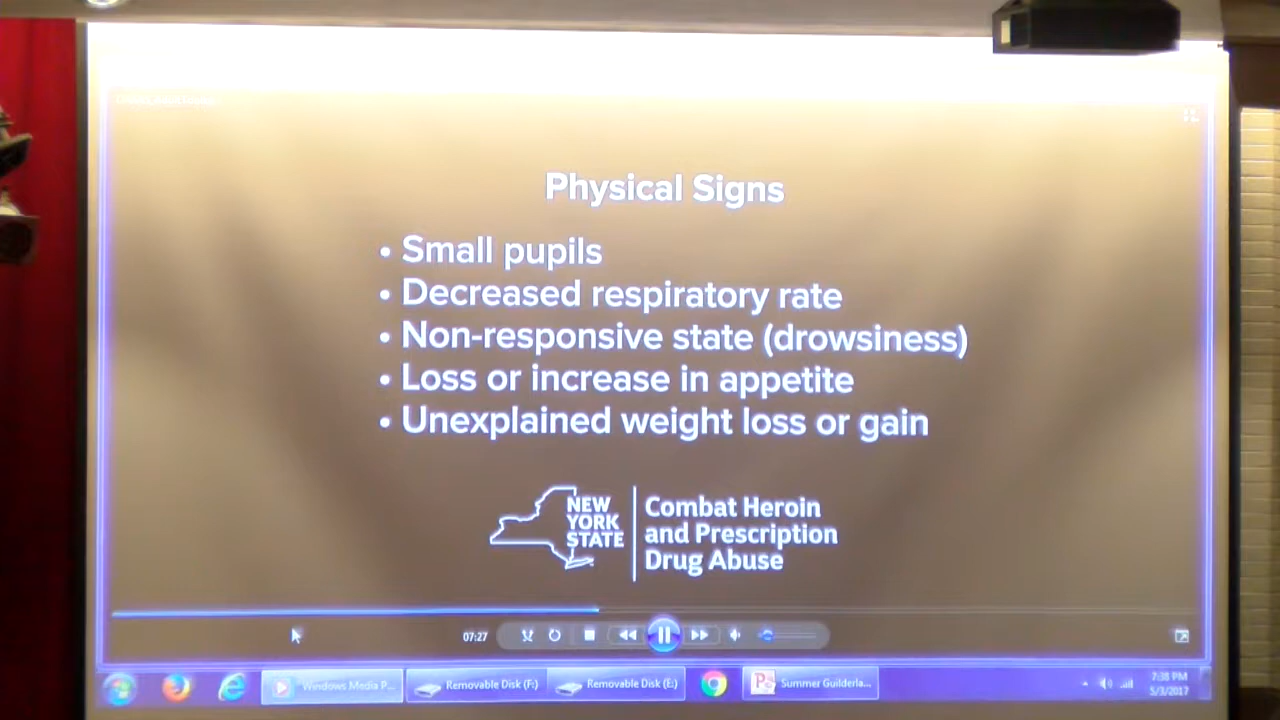 Physical Signs
• Small pupils
• Decreased respiratory rate
• Non-responsive state (drowsiness)
• Loss or increase in appetite
• Unexplained weight loss or gain
NEW
YORK
STATE
Combat Heroin
and Prescription
Drug Abuse
07:27
Windows Media P...
Removable Disk (F:)
Removable Disk (E:)
Summer Guilderla...
7:38 PM
5/3/2017